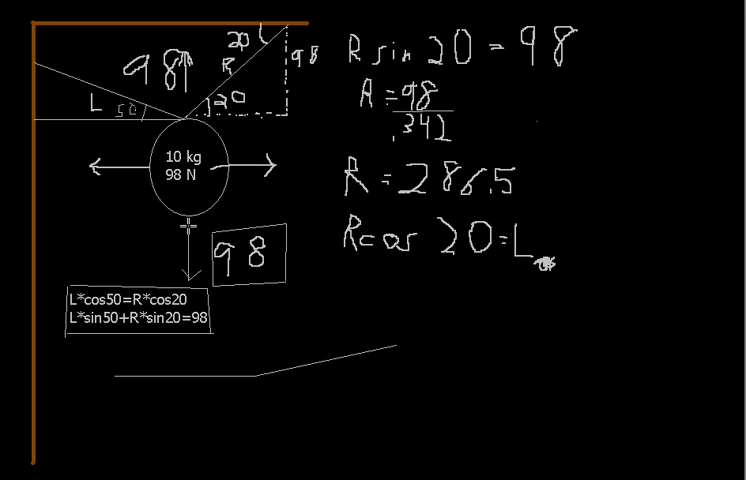 20
98↑
R
98
L
50
20
10 kg
98 N
98
L*cos50=R*cos20
L*sin50+R*sin20=98
R sin 20 = 98
A = 98
.342
R = 286.5
R cos 20 = L